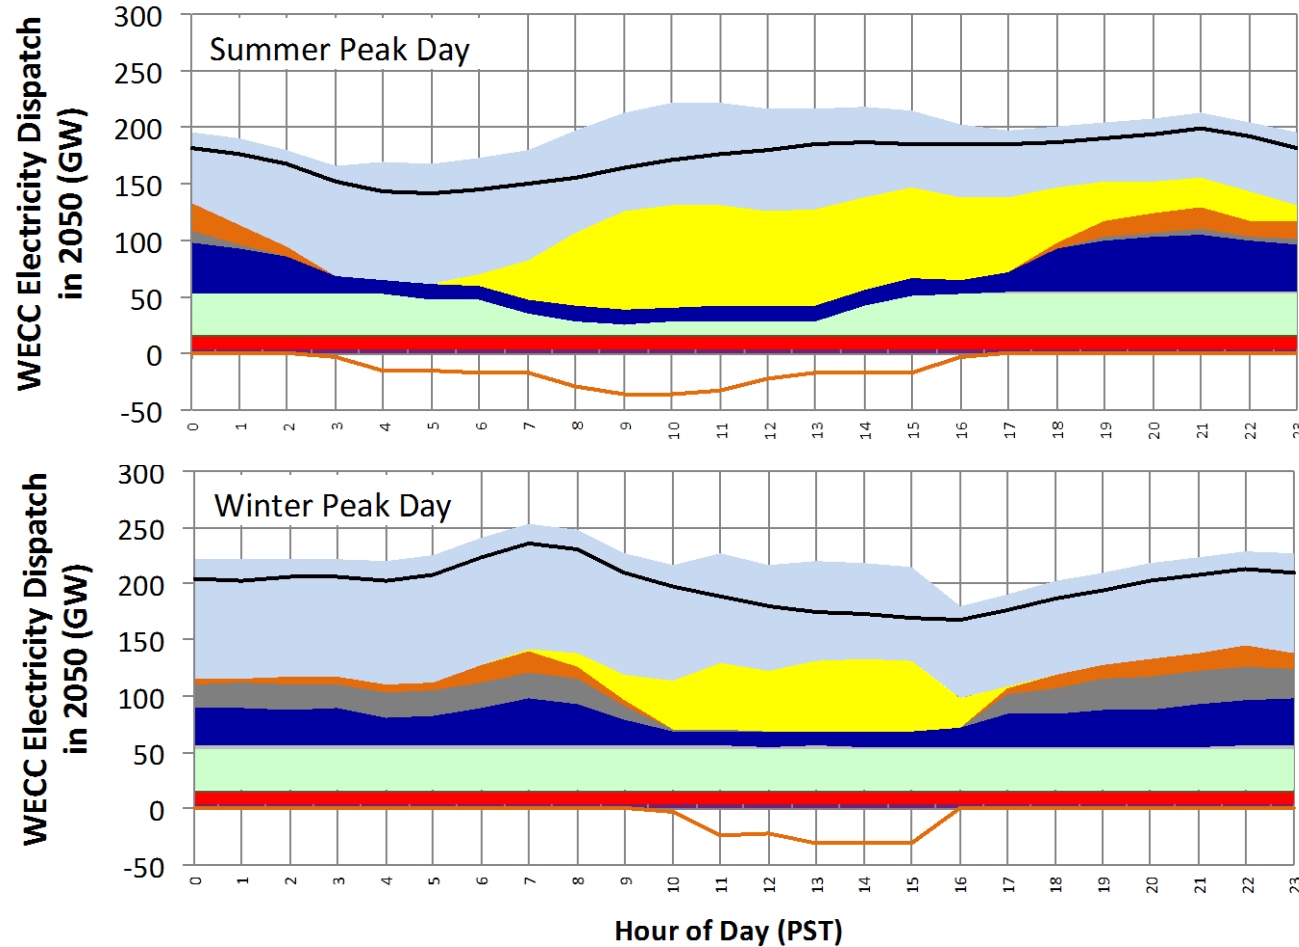 WECC Electricity Dispatch
in 2050 (GW)
Summer Peak Day
300
250
200
150
100
50
0
-50
0 1 2 3 4 5 6 7 8 9 10 11 12 13 14 15 16 17 18 19 20 21 22 23
WECC Electricity Dispatch
in 2050 (GW)
Winter Peak Day
300
250
200
150
100
50
0
-50
0 1 2 3 4 5 6 7 8 9 10 11 12 13 14 15 16 17 18 19 20 21 22 23
Hour of Day (PST)